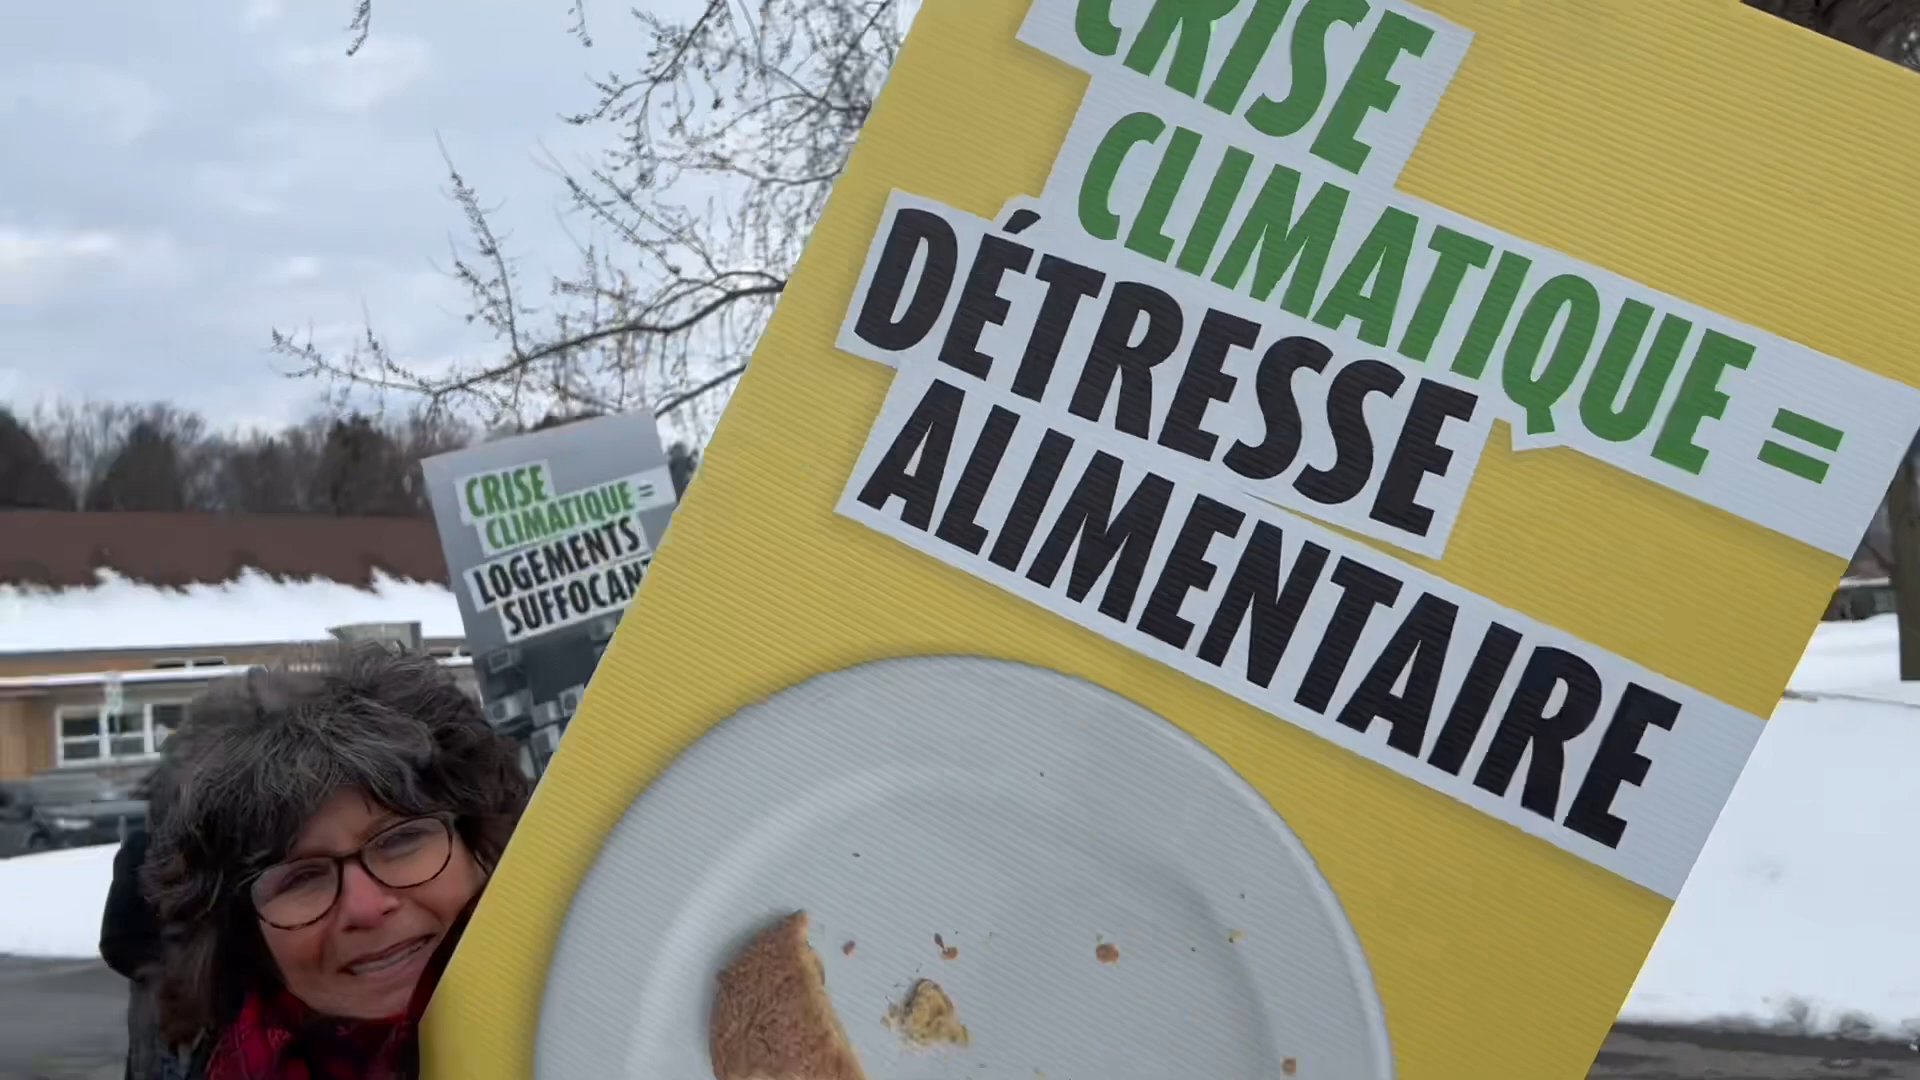 CRISE
CLIMATIQUE =
DÉTRESSE
ALIMENTAIRE
CRISE
CLIMATIQUE =
LOGEMENTS